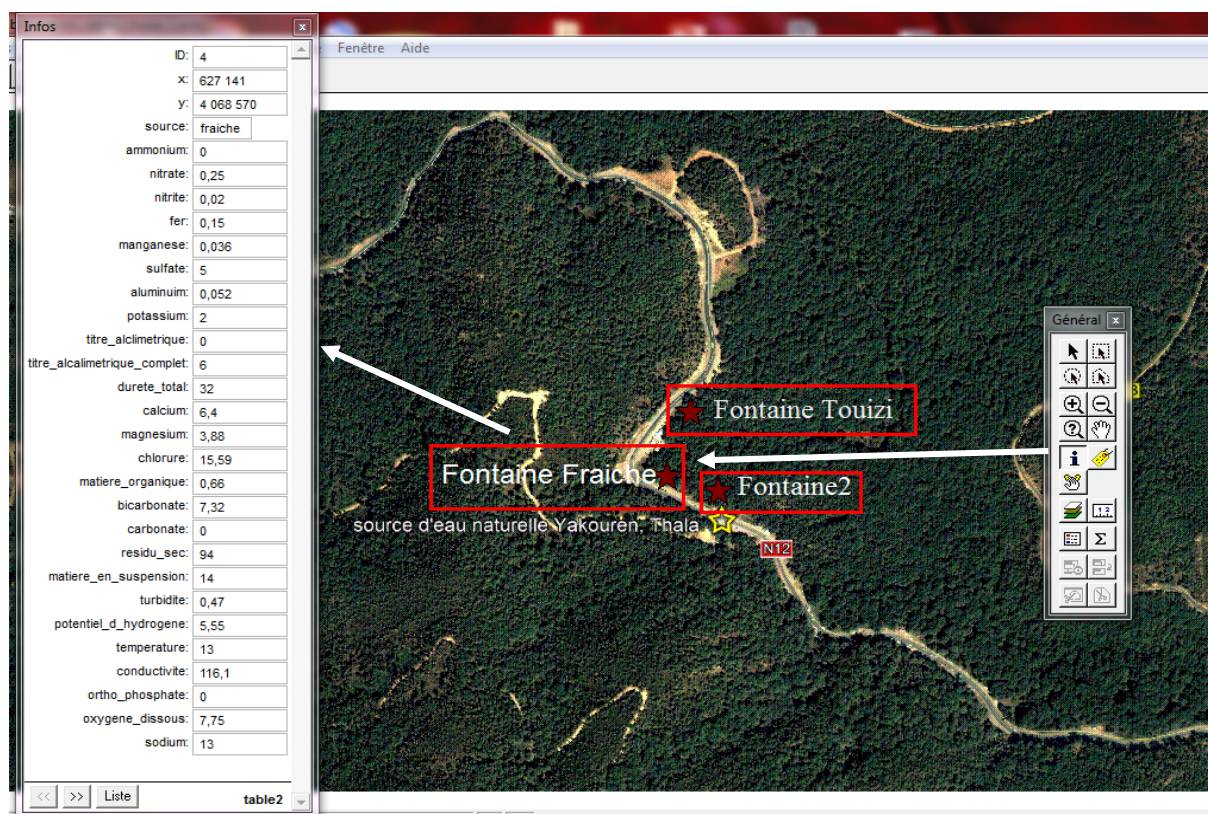 Infos
ID: 4
x: 627 141
y: 4 068 570
source: fraiche
ammonium: 0
nitrate: 0,25
nitrite: 0,02
fer: 0,15
manganese: 0,036
sulfate: 5
aluminuim: 0,052
potassium: 2
titre_alclimetrique: 0
titre_alcalimetrique_complet: 6
durete_total: 32
calcium: 6,4
magnesium: 3,88
chlorure: 15,59
matiere_organique: 0,66
bicarbonate: 7,32
carbonate: 0
residu_sec: 94
matiere_en_suspension: 14
turbidite: 0,47
potentiel_d_hydrogene: 5,55
temperature: 13
conductivite: 116,1
ortho_phosphate: 0
oxygene_dissous: 7,75
sodium: 13
<< >> Liste table2
Fenêtre Aide
Fontaine Touizi
Fontaine Fraiche
Fontaine2
source d'eau naturelle Yakouren, Thala
N12
Général